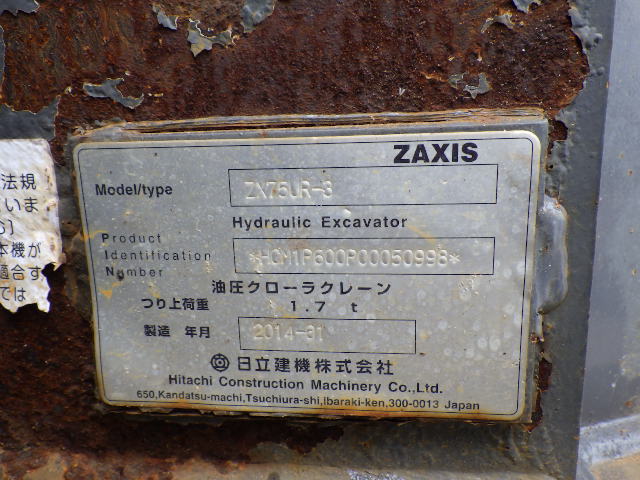 ZAXIS
Model/type ZX75UR-3
Hydraulic Excavator
Product
Identification *HCM1P600P00050998*
Number
油圧クローラクレーン
つり上荷重 1.7 t
製造 年月 2014-01
日立建機株式会社
Hitachi Construction Machinery Co.,Ltd.
650,Kandatsu-machi,Tsuchiura-shi,Ibaraki-ken,300-0013 Japan
法規
いま
本機が
適合す
ては